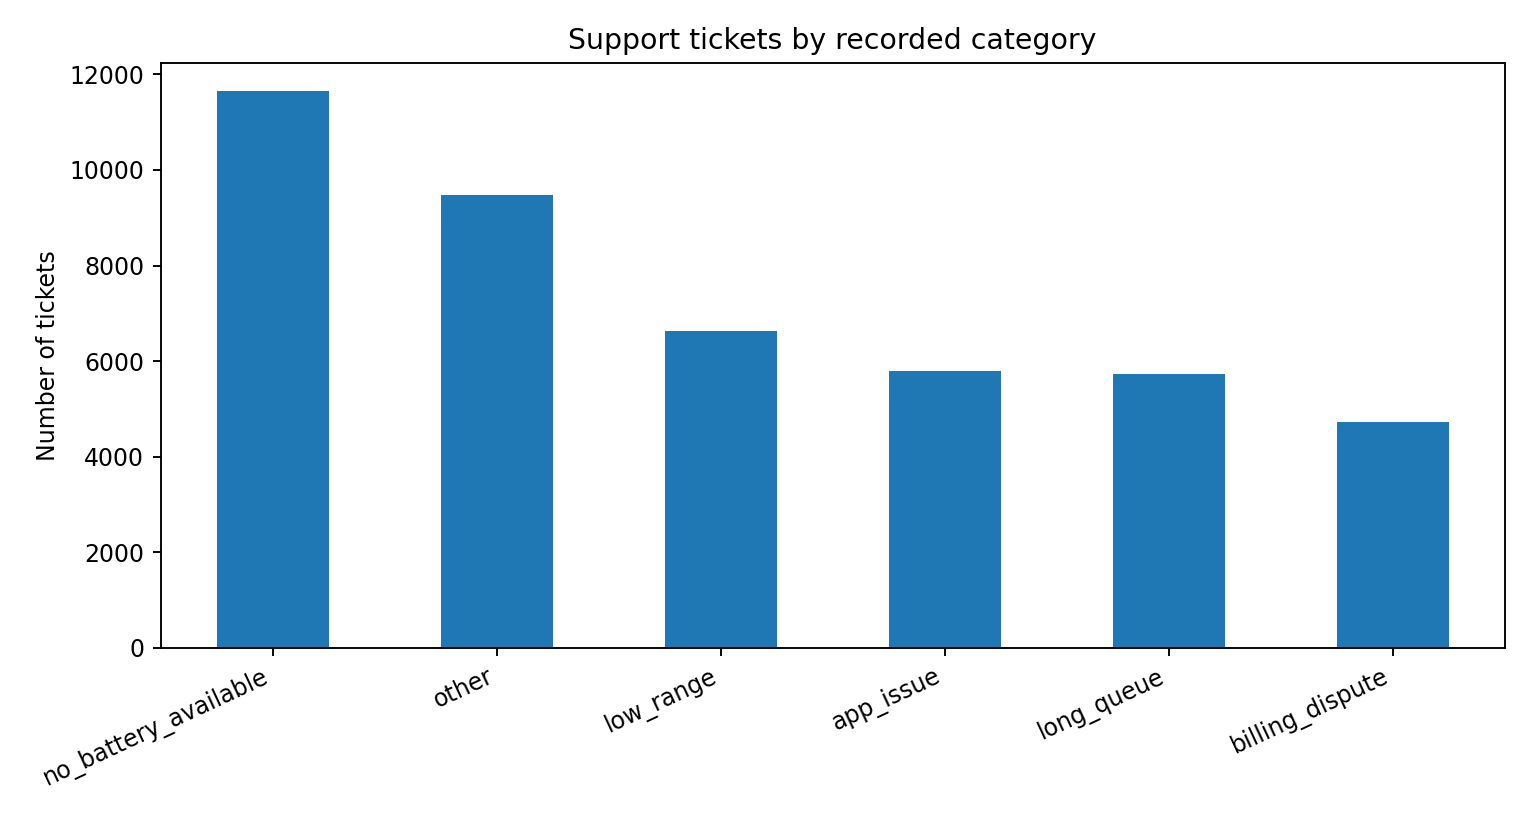 Support tickets by recorded category
Number of tickets
12000
10000
8000
6000
4000
2000
0
no_battery_available
other
low_range
app_issue
long_queue
billing_dispute